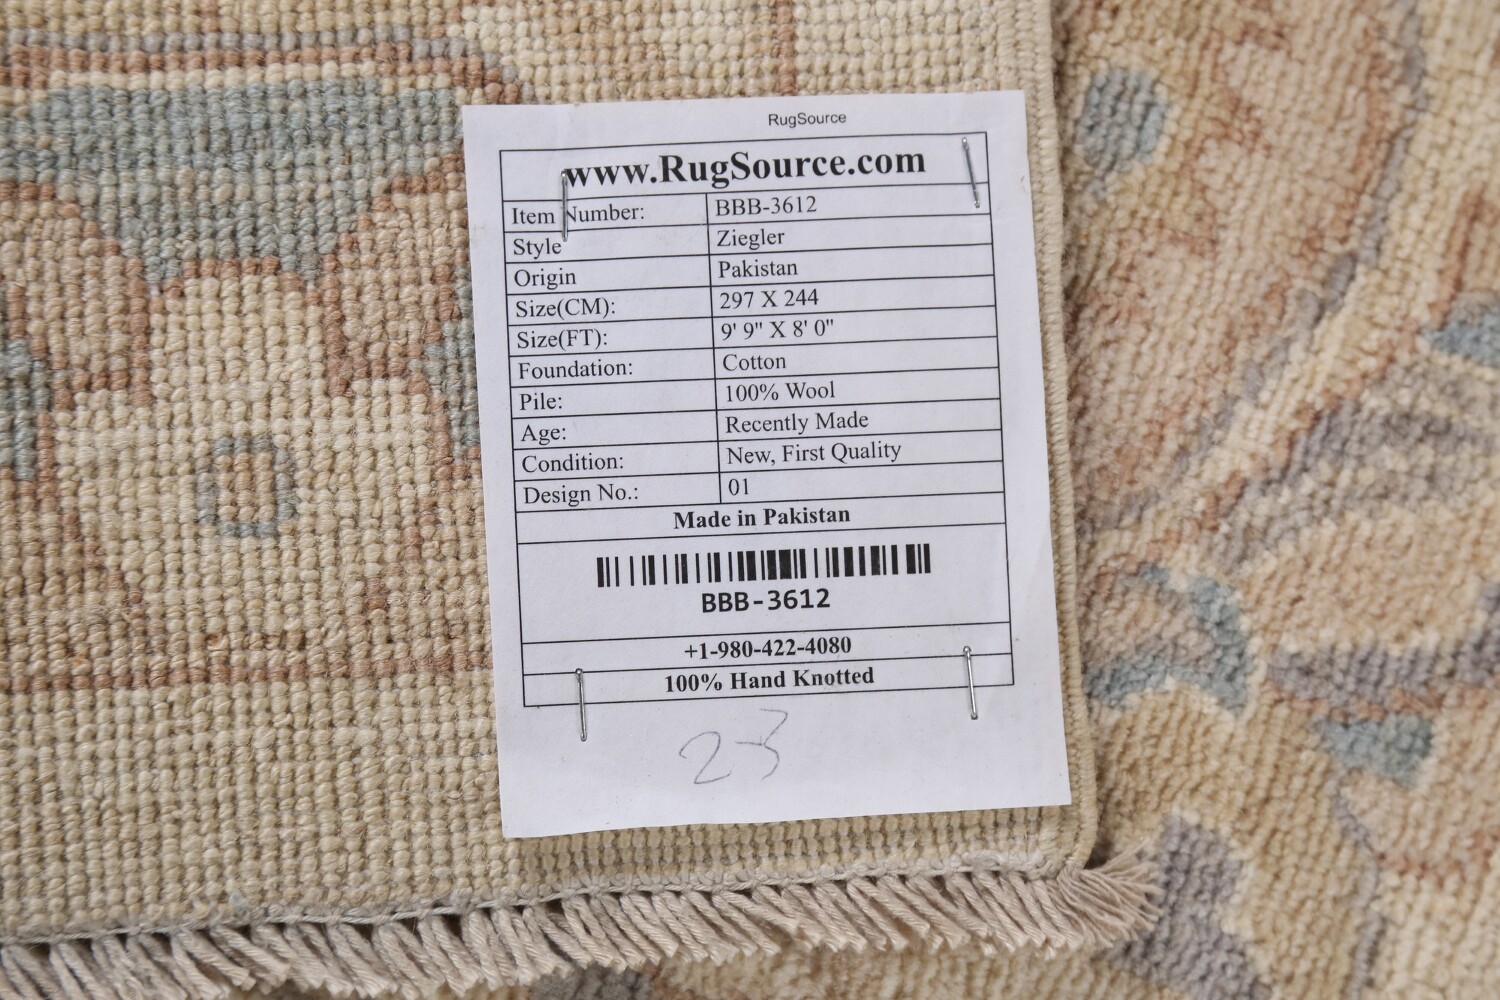 RugSource
www.RugSource.com
Item Number: BBB-3612
Style Ziegler
Origin Pakistan
Size(CM): 297 X 244
Size(FT): 9' 9" X 8' 0"
Foundation: Cotton
Pile: 100% Wool
Age: Recently Made
Condition: New, First Quality
Design No.: 01
Made in Pakistan
BBB-3612
+1-980-422-4080
100% Hand Knotted
2-3